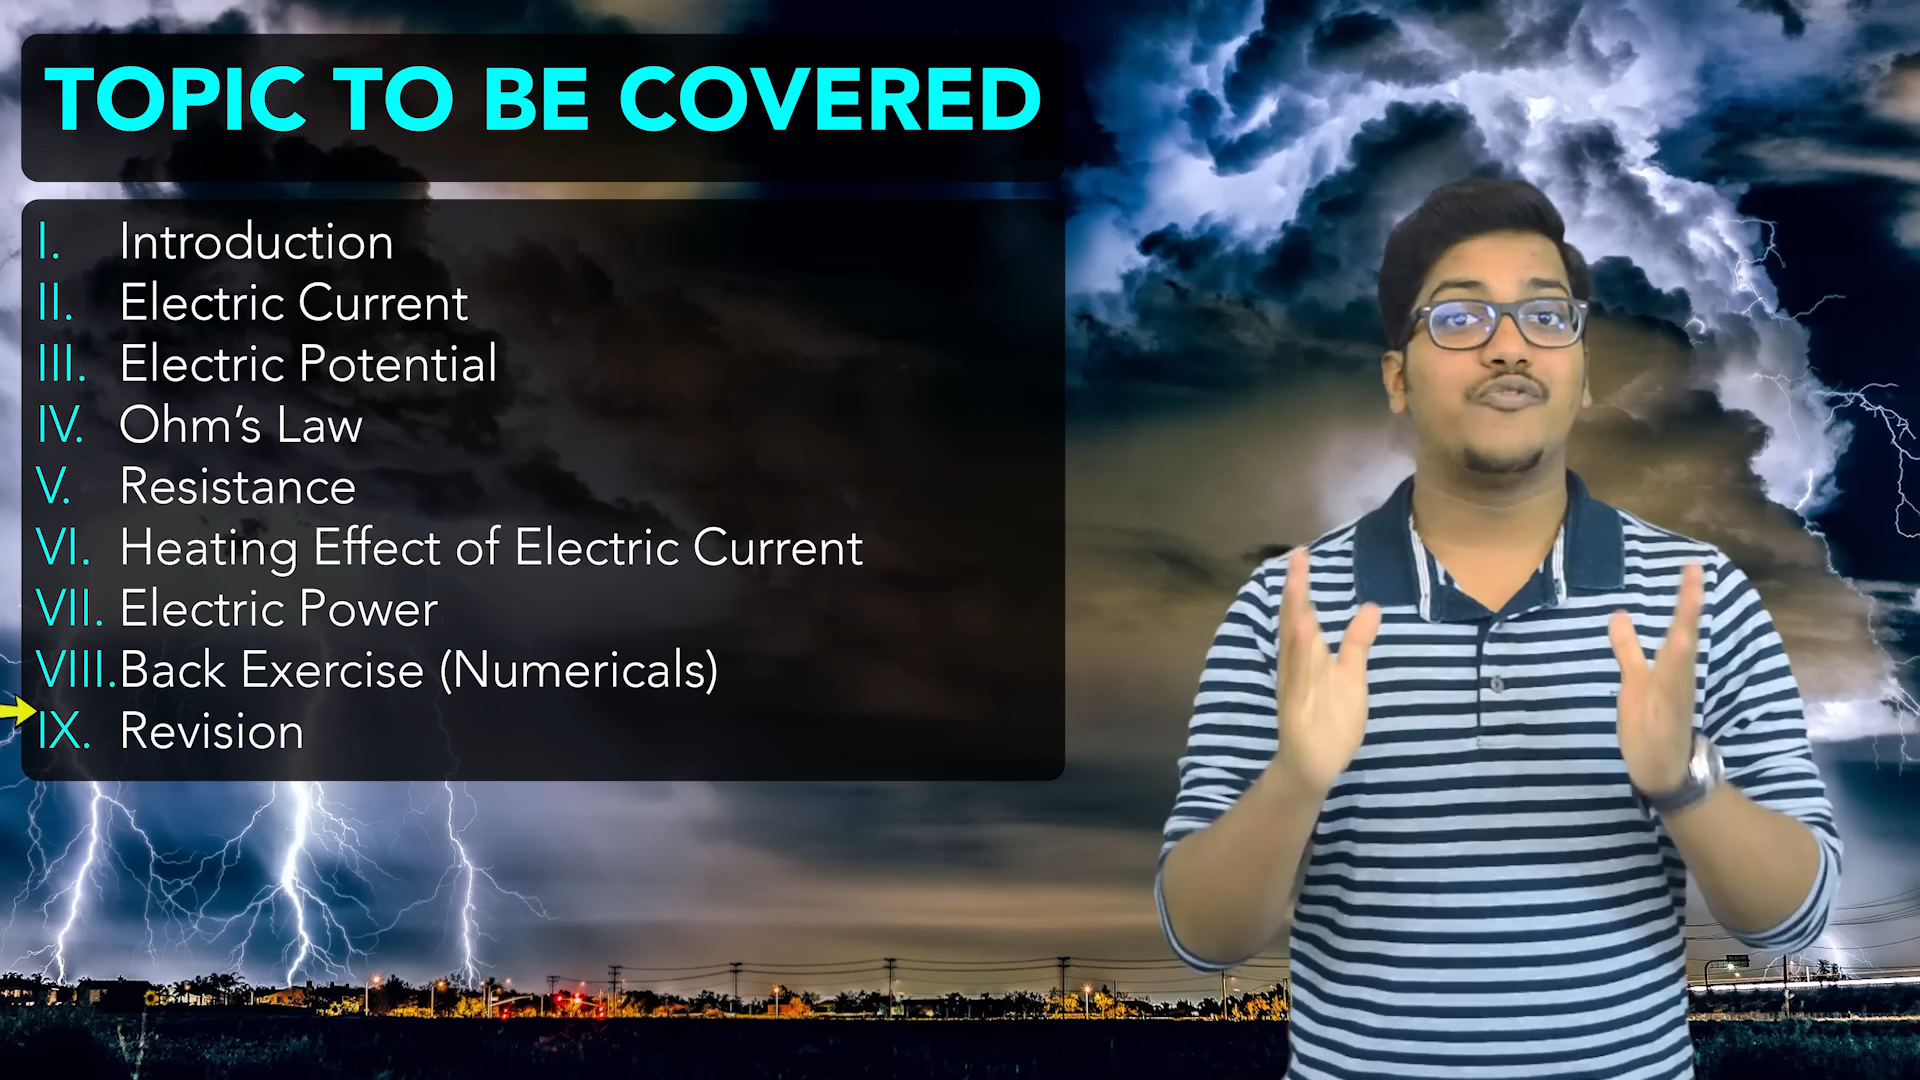 TOPIC TO BE COVERED
I. Introduction
II. Electric Current
III. Electric Potential
IV. Ohm’s Law
V. Resistance
VI. Heating Effect of Electric Current
VII. Electric Power
VIII. Back Exercise (Numericals)
IX. Revision